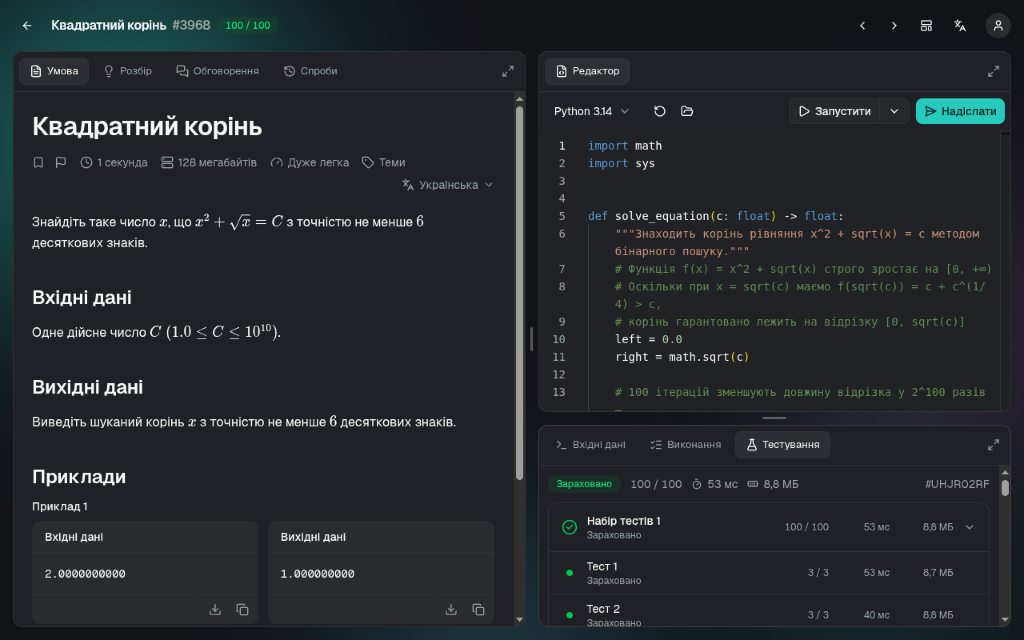 Квадратний корінь #3968 100 / 100
Умова Розбір Обговорення Спроби
Квадратний корінь
1 секунда 128 мегабайтів Дуже легка Теми
Українська
Знайдіть таке число x, що x² + √x = C з точністю не менше 6
десяткових знаків.
Вхідні дані
Одне дійсне число C (1.0 ≤ C ≤ 10¹⁰).
Вихідні дані
Виведіть шуканий корінь x з точністю не менше 6 десяткових знаків.
Приклади
Приклад 1
Вхідні дані
2.0000000000
Вихідні дані
1.000000000
Редактор
Python 3.14 Запустити Надіслати
1 import math
2 import sys
3
4
5 def solve_equation(c: float) -> float:
6 """Знаходить корінь рівняння x^2 + sqrt(x) = c методом
бінарного пошуку."""
7 # Функція f(x) = x^2 + sqrt(x) строго зростає на [0, +∞)
8 # Оскільки при x = sqrt(c) маємо f(sqrt(c)) = c + c^(1/
4) > c,
9 # корінь гарантовано лежить на відрізку [0, sqrt(c)]
10 left = 0.0
11 right = math.sqrt(c)
12
13 # 100 ітерацій зменшують довжину відрізка у 2^100 разів
Вхідні дані Виконання Тестування
Зараховано 100 / 100 53 мс 8,8 МБ #UHJR02RF
Набір тестів 1 100 / 100 53 мс 8,8 МБ
Зараховано
Тест 1 3 / 3 53 мс 8,7 МБ
Зараховано
Тест 2 3 / 3 40 мс 8,8 МБ
Зараховано